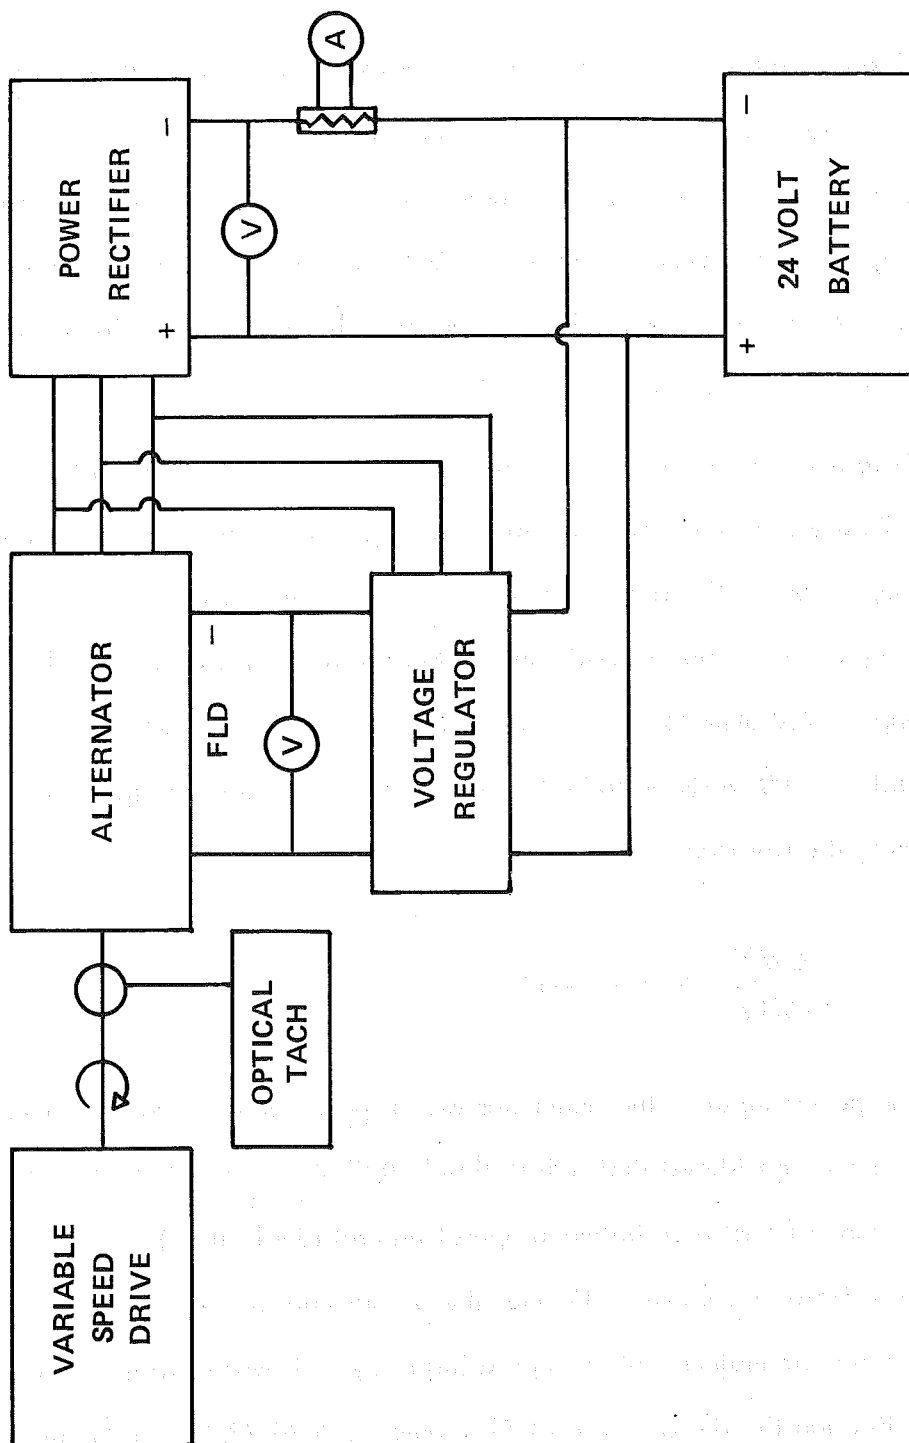 VARIABLE
SPEED
DRIVE
OPTICAL
TACH
ALTERNATOR
FLD
−
V
VOLTAGE
REGULATOR
POWER
RECTIFIER
+
−
V
A
24 VOLT
BATTERY
+
−